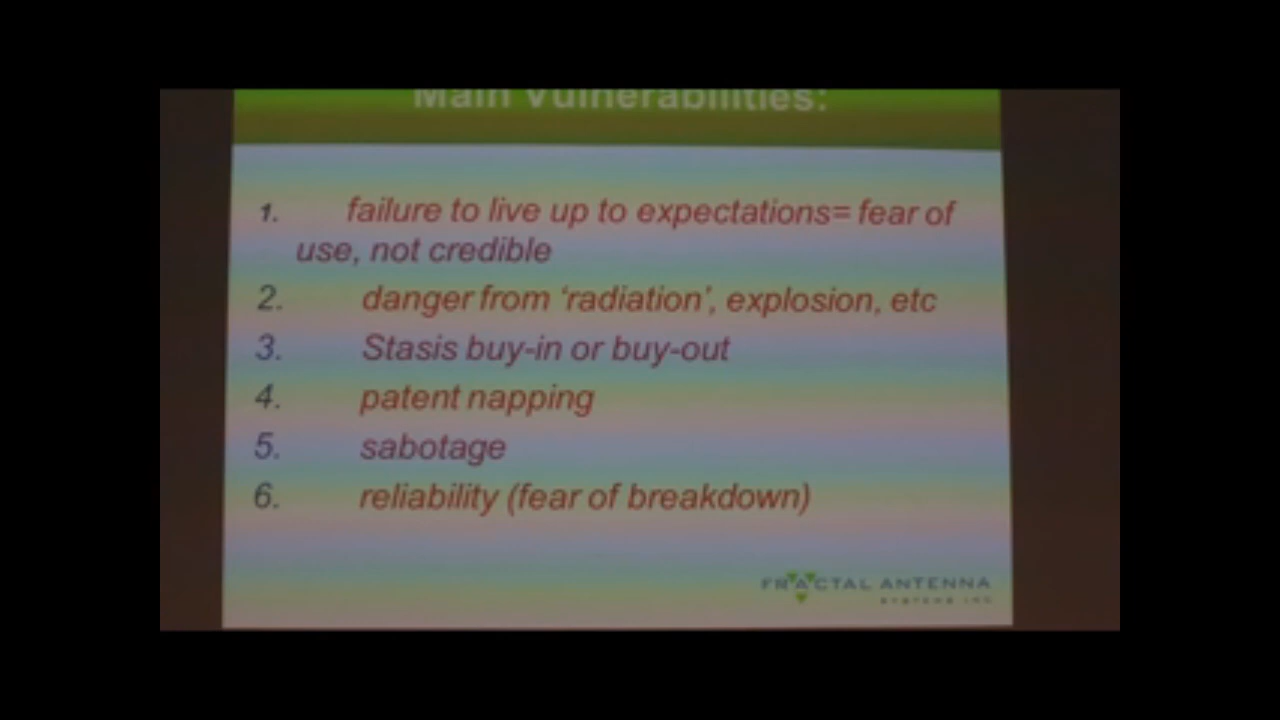 Main Vulnerabilities:
1. failure to live up to expectations= fear of
use, not credible
2. danger from ‘radiation’, explosion, etc
3. Stasis buy-in or buy-out
4. patent napping
5. sabotage
6. reliability (fear of breakdown)
FRACTAL ANTENNA
SYSTEMS INC